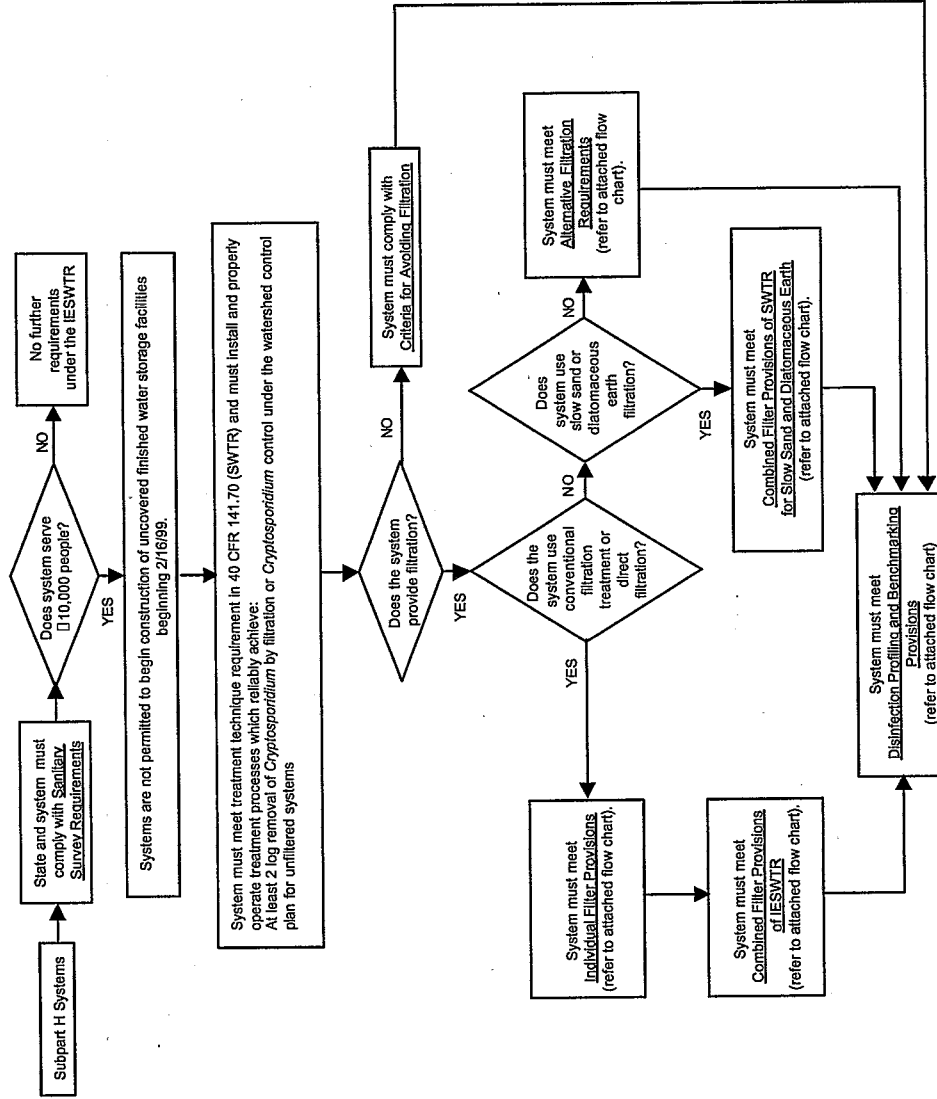 Subpart H Systems
State and system must
comply with Sanitary
Survey Requirements
Does system serve
▯ 10,000 people?
NO
No further
requirements
under the IESWTR
YES
Systems are not permitted to begin construction of uncovered finished water storage facilities
beginning 2/16/99.
System must meet treatment technique requirement in 40 CFR 141.70 (SWTR) and must install and properly
operate treatment processes which reliably achieve:
At least 2 log removal of Cryptosporidium by filtration or Cryptosporidium control under the watershed control
plan for unfiltered systems
Does the system
provide filtration?
NO
System must comply with
Criteria for Avoiding Filtration
YES
Does the
system use
conventional
filtration
treatment or
direct
filtration?
NO
Does
system use
slow sand or
diatomaceous
earth
filtration?
NO
System must meet
Alternative Filtration
Requirements
(refer to attached flow
chart).
YES
System must meet
Individual Filter Provisions
(refer to attached flow chart).
YES
System must meet
Combined Filter Provisions of SWTR
for Slow Sand and Diatomaceous Earth
(refer to attached flow chart).
System must meet
Combined Filter Provisions
of IESWTR
(refer to attached flow chart).
System must meet
Disinfection Profiling and Benchmarking
Provisions
(refer to attached flow chart)